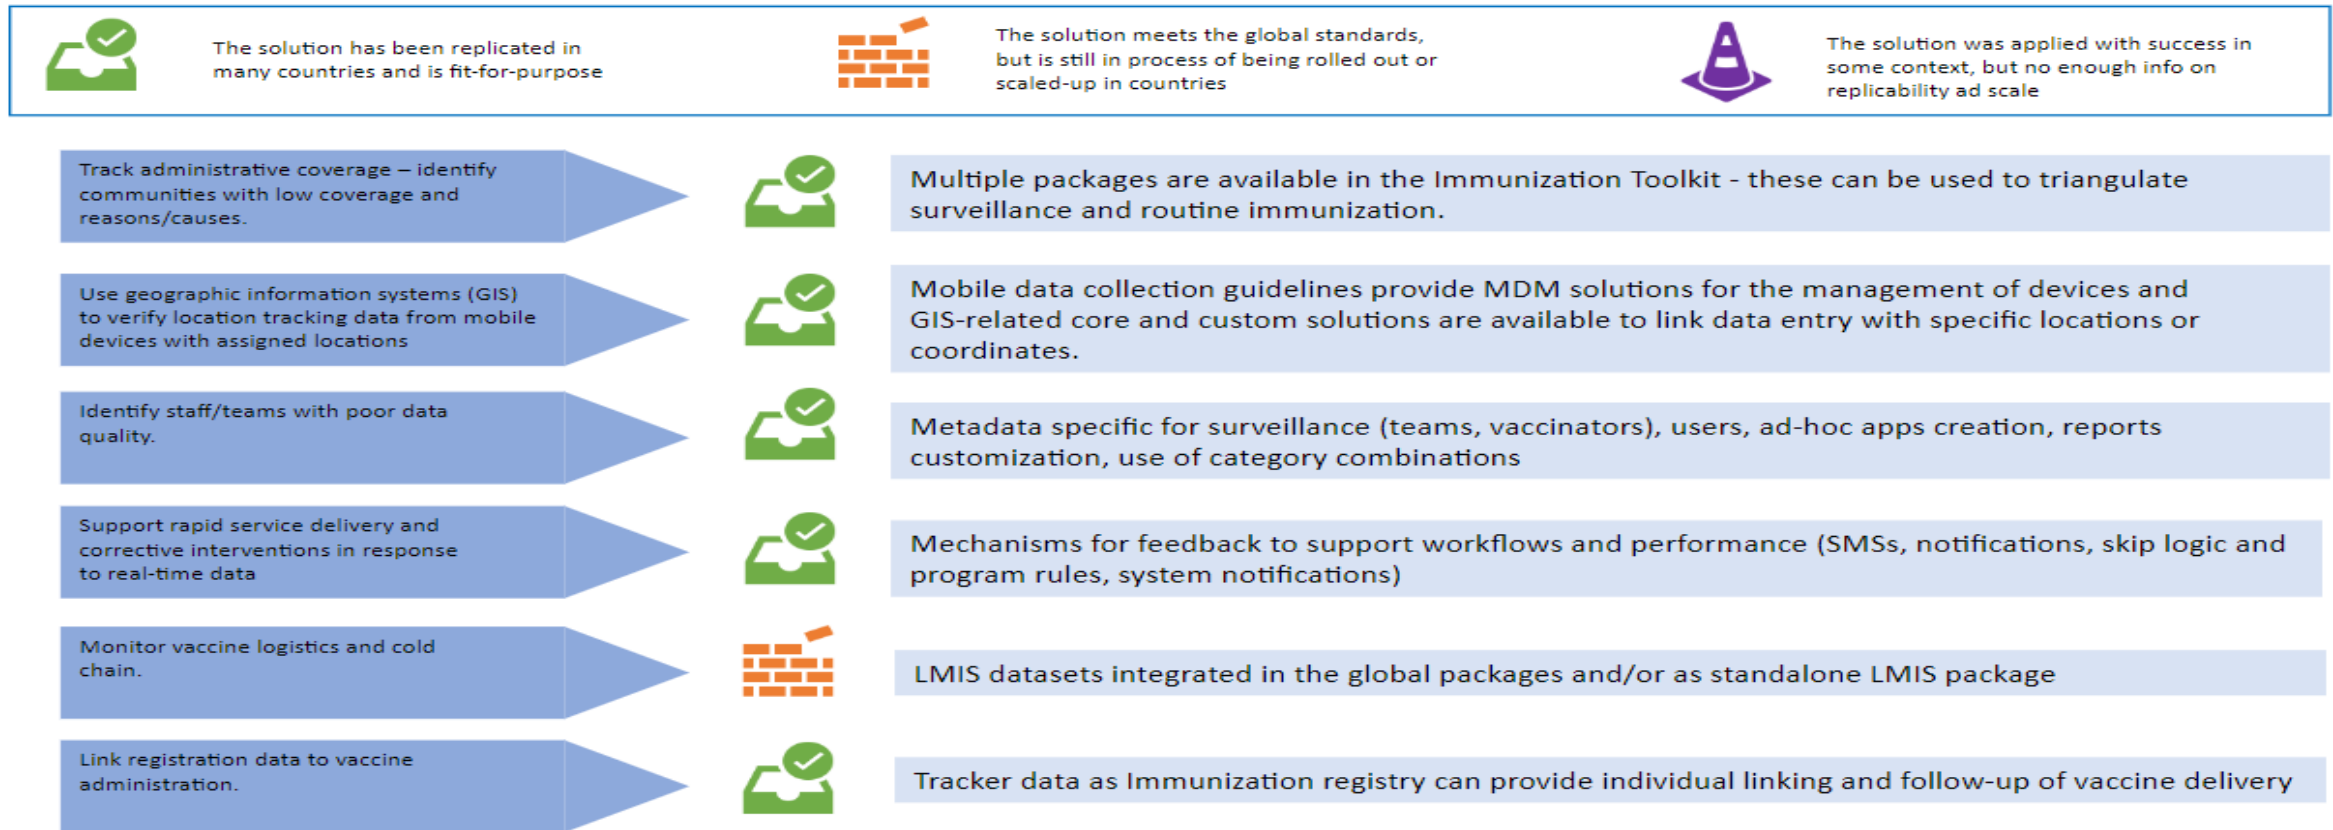 The solution has been replicated in
many countries and is fit-for-purpose
The solution meets the global standards,
but is still in process of being rolled out or
scaled-up in countries
The solution was applied with success in
some context, but no enough info on
replicability ad scale
Track administrative coverage – identify
communities with low coverage and
reasons/causes.
Multiple packages are available in the Immunization Toolkit - these can be used to triangulate
surveillance and routine immunization.
Use geographic information systems (GIS)
to verify location tracking data from mobile
devices with assigned locations
Mobile data collection guidelines provide MDM solutions for the management of devices and
GIS-related core and custom solutions are available to link data entry with specific locations or
coordinates.
Identify staff/teams with poor data
quality.
Metadata specific for surveillance (teams, vaccinators), users, ad-hoc apps creation, reports
customization, use of category combinations
Support rapid service delivery and
corrective interventions in response
to real-time data
Mechanisms for feedback to support workflows and performance (SMSs, notifications, skip logic and
program rules, system notifications)
Monitor vaccine logistics and cold
chain.
LMIS datasets integrated in the global packages and/or as standalone LMIS package
Link registration data to vaccine
administration.
Tracker data as Immunization registry can provide individual linking and follow-up of vaccine delivery